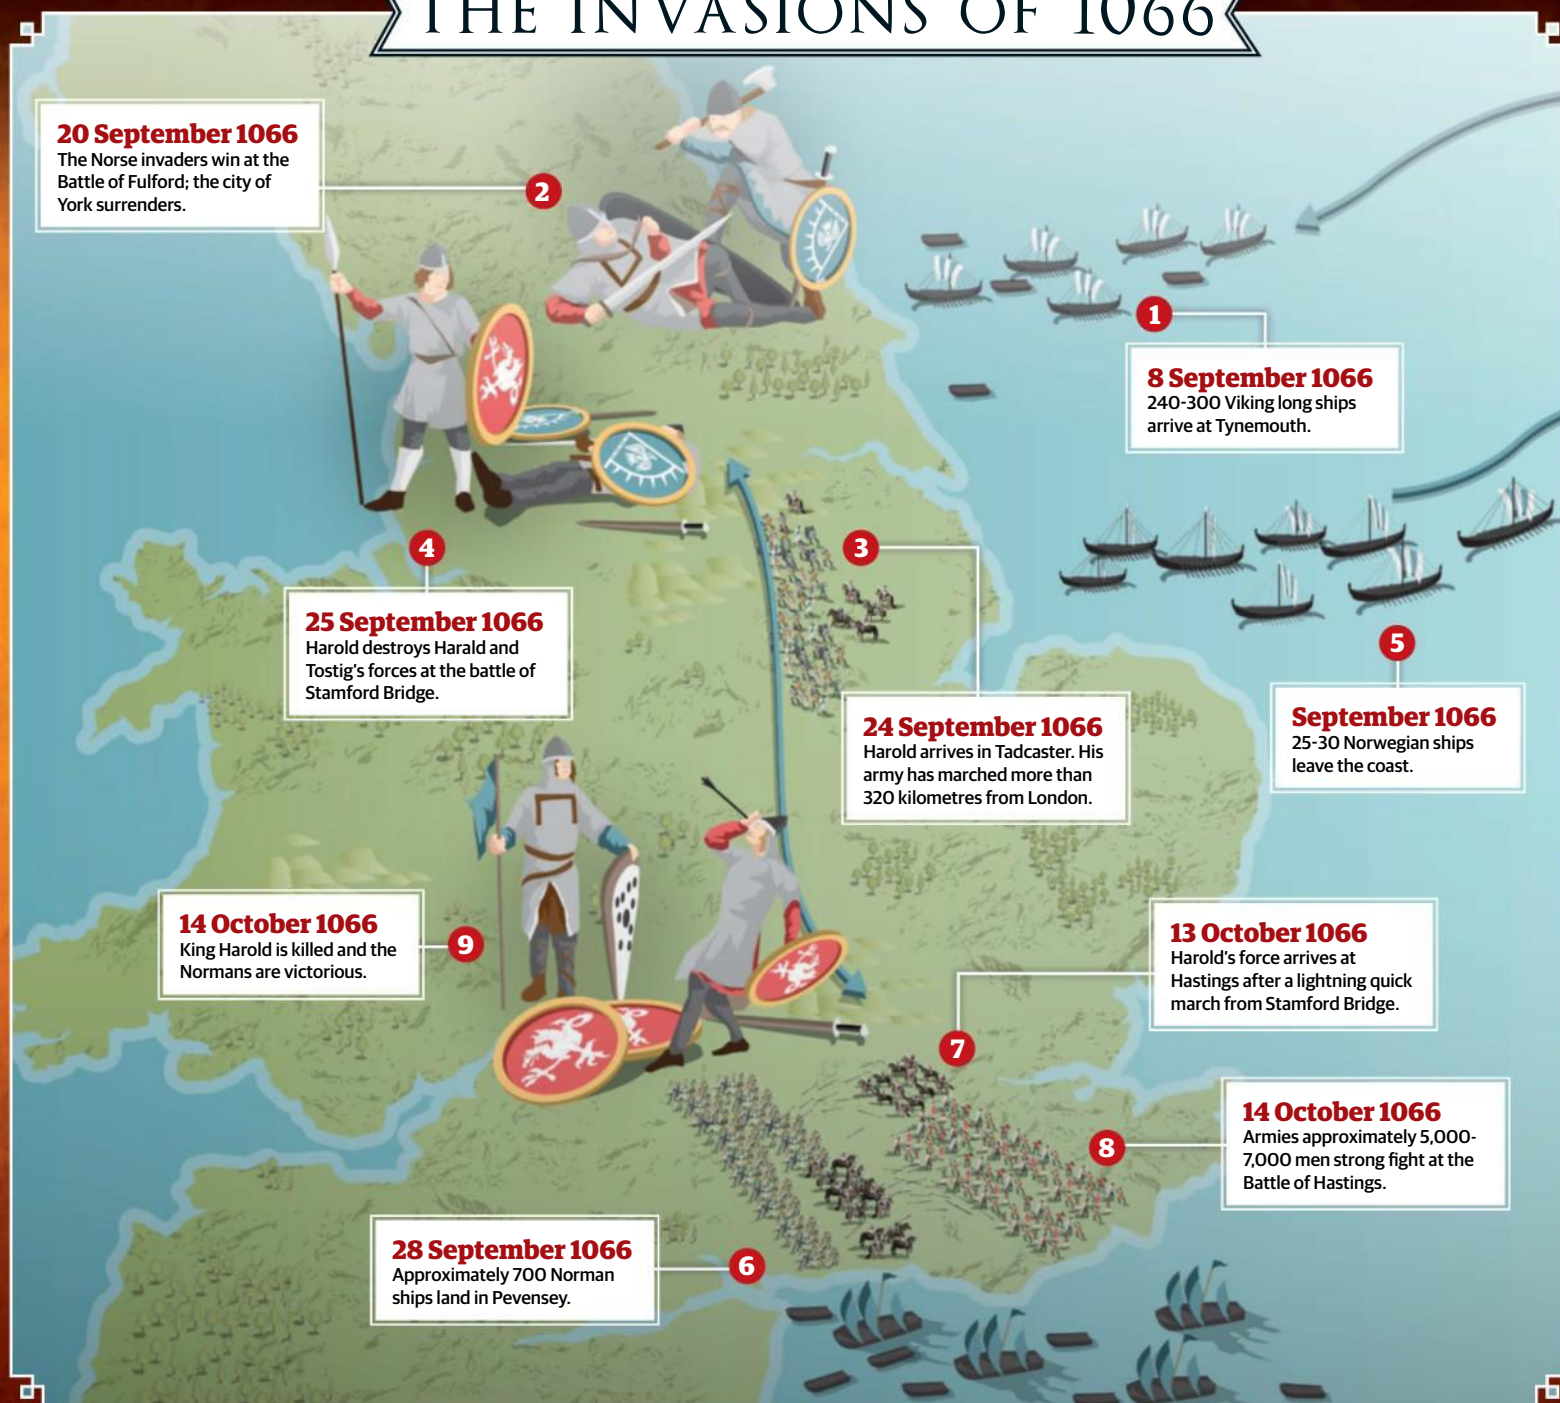 THE INVASIONS OF 1066
20 September 1066
The Norse invaders win at the
Battle of Fulford; the city of
York surrenders.
2
1
8 September 1066
240-300 Viking long ships
arrive at Tynemouth.
4
25 September 1066
Harold destroys Harald and
Tostig's forces at the battle of
Stamford Bridge.
3
24 September 1066
Harold arrives in Tadcaster. His
army has marched more than
320 kilometres from London.
5
September 1066
25-30 Norwegian ships
leave the coast.
14 October 1066
King Harold is killed and the
Normans are victorious.
9
13 October 1066
Harold's force arrives at
Hastings after a lightning quick
march from Stamford Bridge.
7
8
14 October 1066
Armies approximately 5,000-
7,000 men strong fight at the
Battle of Hastings.
28 September 1066
Approximately 700 Norman
ships land in Pevensey.
6